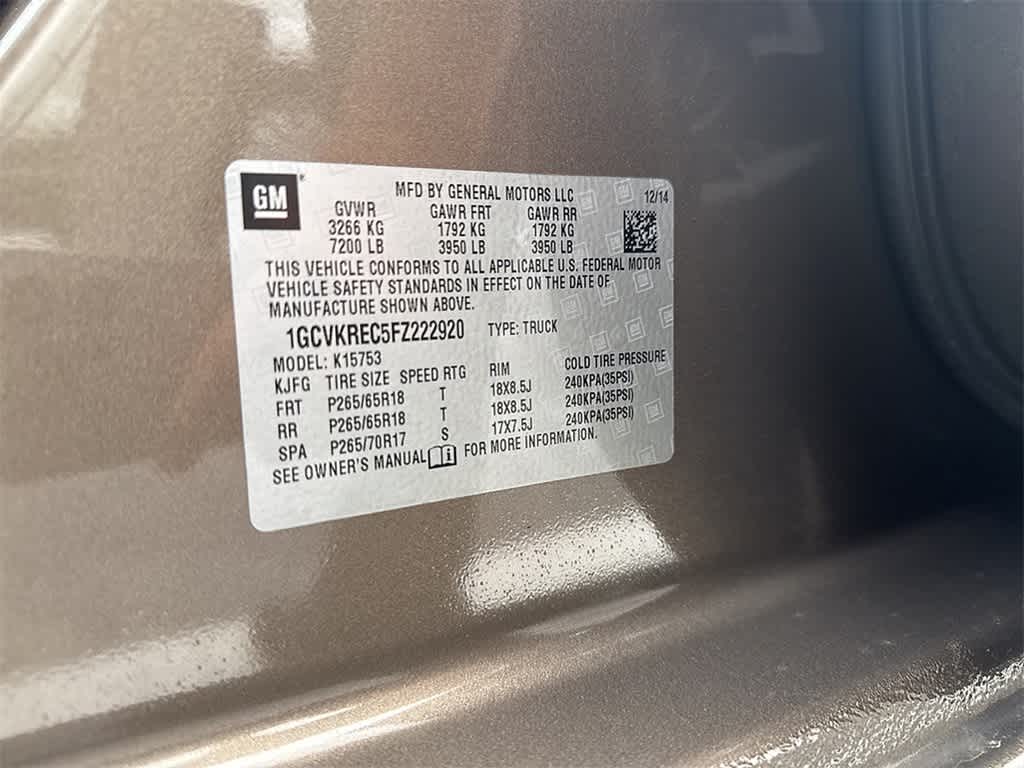 GM
MFD BY GENERAL MOTORS LLC 12/14
GVWR GAWR FRT GAWR RR
3266 KG 1792 KG 1792 KG
7200 LB 3950 LB 3950 LB
THIS VEHICLE CONFORMS TO ALL APPLICABLE U.S. FEDERAL MOTOR
VEHICLE SAFETY STANDARDS IN EFFECT ON THE DATE OF
MANUFACTURE SHOWN ABOVE.
1GCVKREC5FZ222920 TYPE: TRUCK
MODEL: K15753
KJFG TIRE SIZE SPEED RTG RIM COLD TIRE PRESSURE
FRT P265/65R18 T 18X8.5J 240KPA(35PSI)
RR P265/65R18 T 18X8.5J 240KPA(35PSI)
SPA P265/70R17 S 17X7.5J 240KPA(35PSI)
SEE OWNER'S MANUAL FOR MORE INFORMATION.